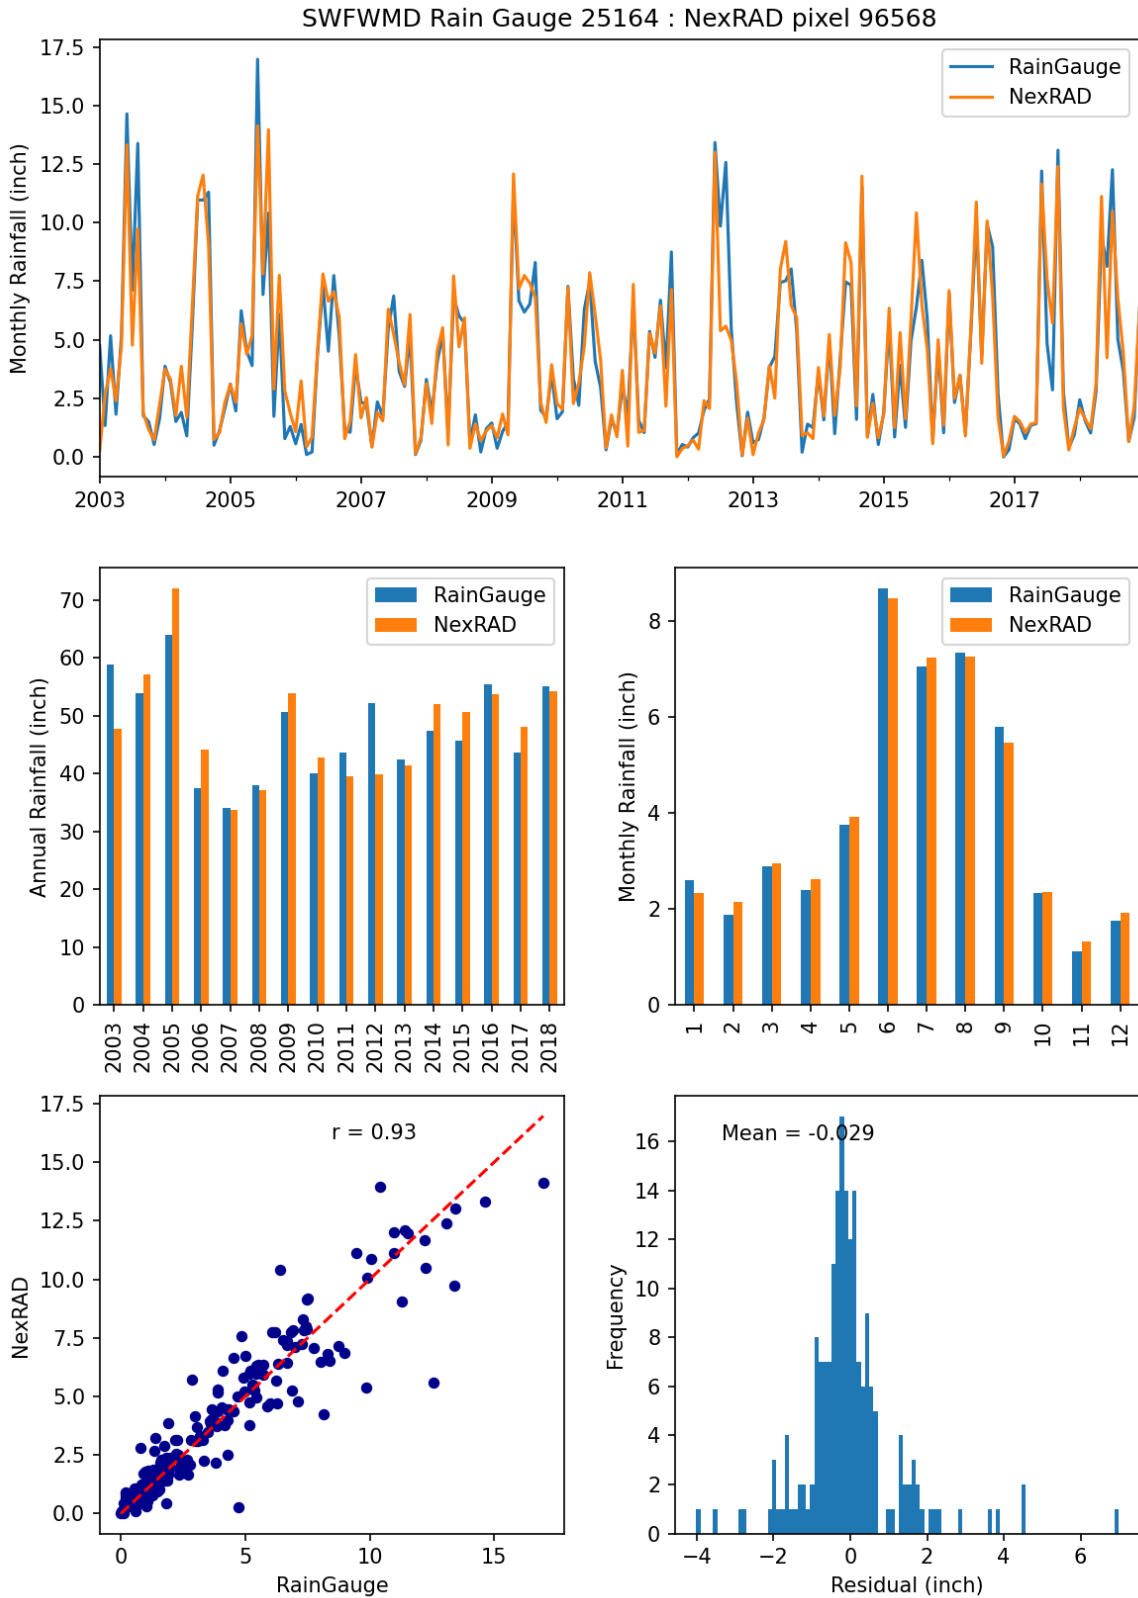 SWFWMD Rain Gauge 25164 : NexRAD pixel 96568
Monthly Rainfall (inch)
17.5
15.0
12.5
10.0
7.5
5.0
2.5
0.0
RainGauge
NexRAD
2003 2005 2007 2009 2011 2013 2015 2017
Annual Rainfall (inch)
70
60
50
40
30
20
10
0
RainGauge
NexRAD
2003 2004 2005 2006 2007 2008 2009 2010 2011 2012 2013 2014 2015 2016 2017 2018
Monthly Rainfall (inch)
8
6
4
2
0
RainGauge
NexRAD
1 2 3 4 5 6 7 8 9 10 11 12
NexRAD
17.5
15.0
12.5
10.0
7.5
5.0
2.5
0.0
r = 0.93
0 5 10 15
RainGauge
Frequency
16
14
12
10
8
6
4
2
0
Mean = -0.029
−4 −2 0 2 4 6
Residual (inch)